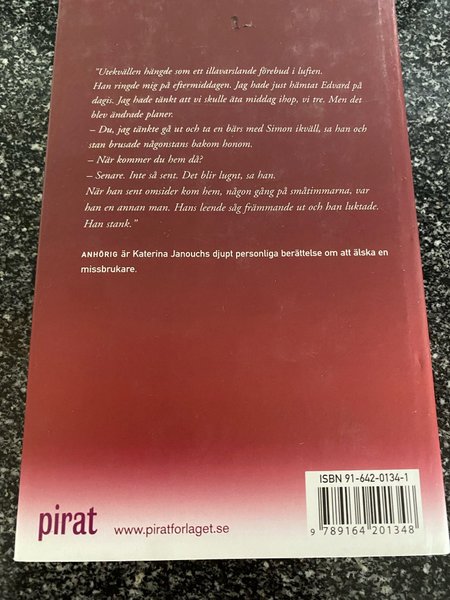 "Utekvällen hängde som ett illavarslande förebud i luften.
Han ringde mig på eftermiddagen. Jag hade just hämtat Edvard på
dagis. Jag hade tänkt att vi skulle äta middag ihop, vi tre. Men det
blev ändrade planer.
– Du, jag tänkte gå ut och ta en bärs med Simon ikväll, sa han och
stan brusade någonstans bakom honom.
– När kommer du hem då?
– Senare. Inte så sent. Det blir lugnt, sa han.
När han sent omsider kom hem, någon gång på småtimmarna, var
han en annan man. Hans leende såg främmande ut och han luktade.
Han stank."
ANHÖRIG är Katerina Janouchs djupt personliga berättelse om att älska en
missbrukare.
ISBN 91-642-0134-1
pirat www.piratforlaget.se
9 789164 201348